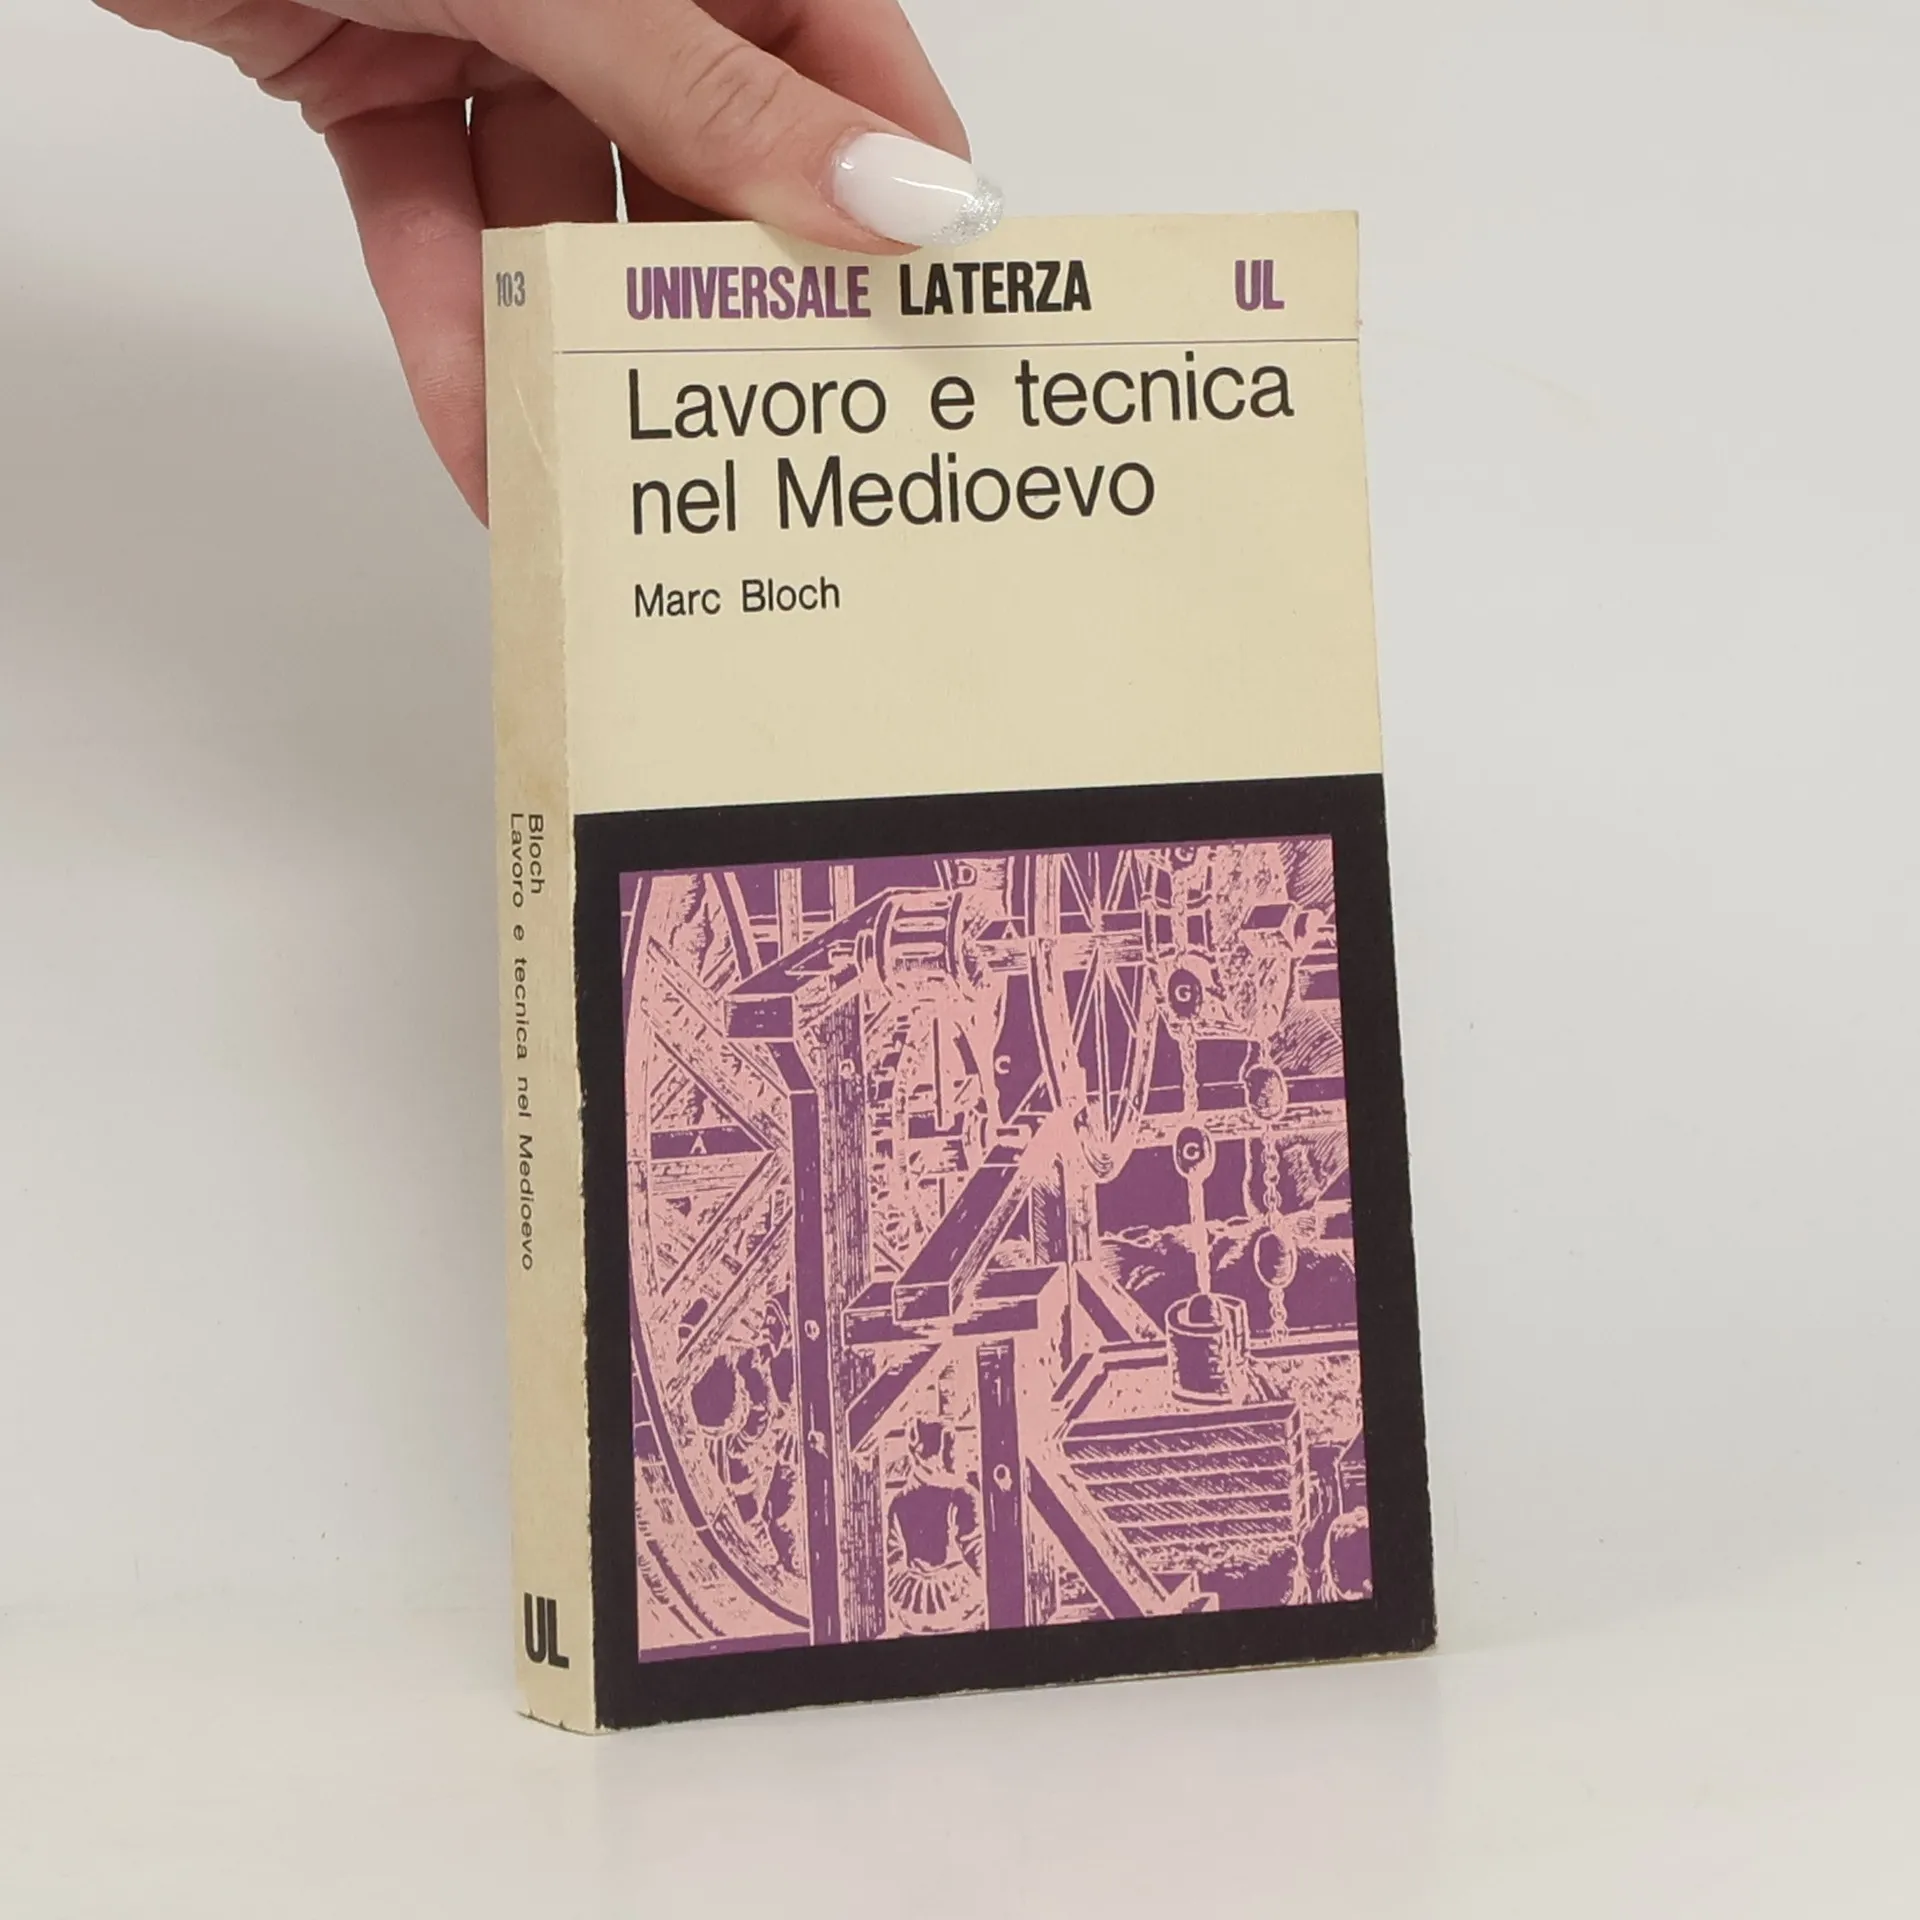 103
UNIVERSALE LATERZA UL
Lavoro e tecnica
nel Medioevo
Marc Bloch
Bloch
Lavoro e tecnica nel Medioevo
UL
D
A
G
G
C
G
A